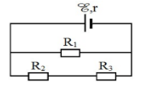 ℰ,r
R₁
R₂ R₃